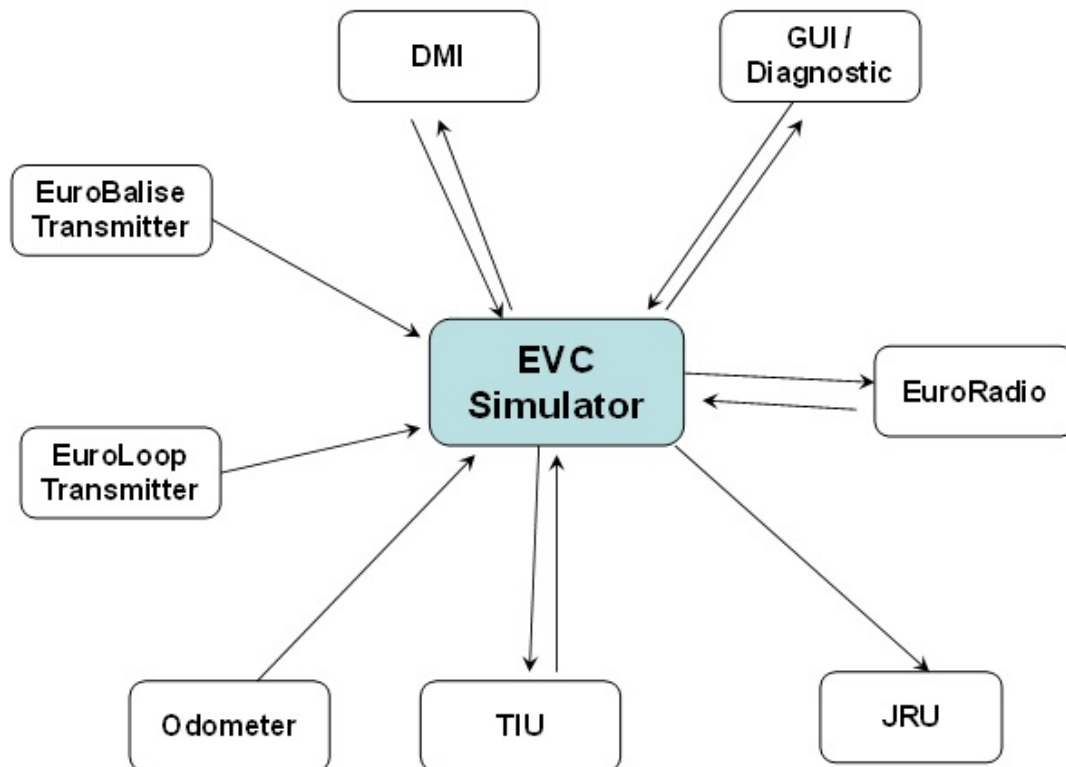 DMI
GUI /
Diagnostic
EuroBalise
Transmitter
EVC
Simulator
EuroRadio
EuroLoop
Transmitter
Odometer
TIU
JRU